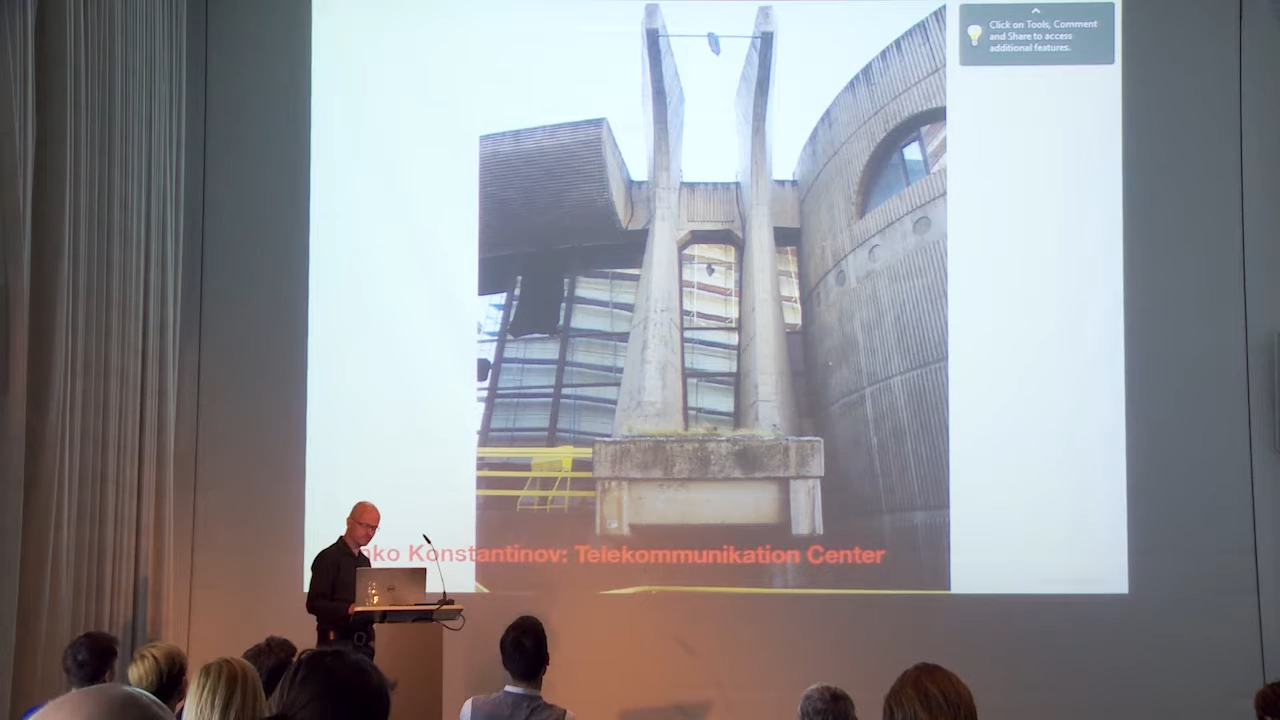 Click on Tools, Comment
and Share to access
additional features.
Konstantinov: Telekommunikation Center